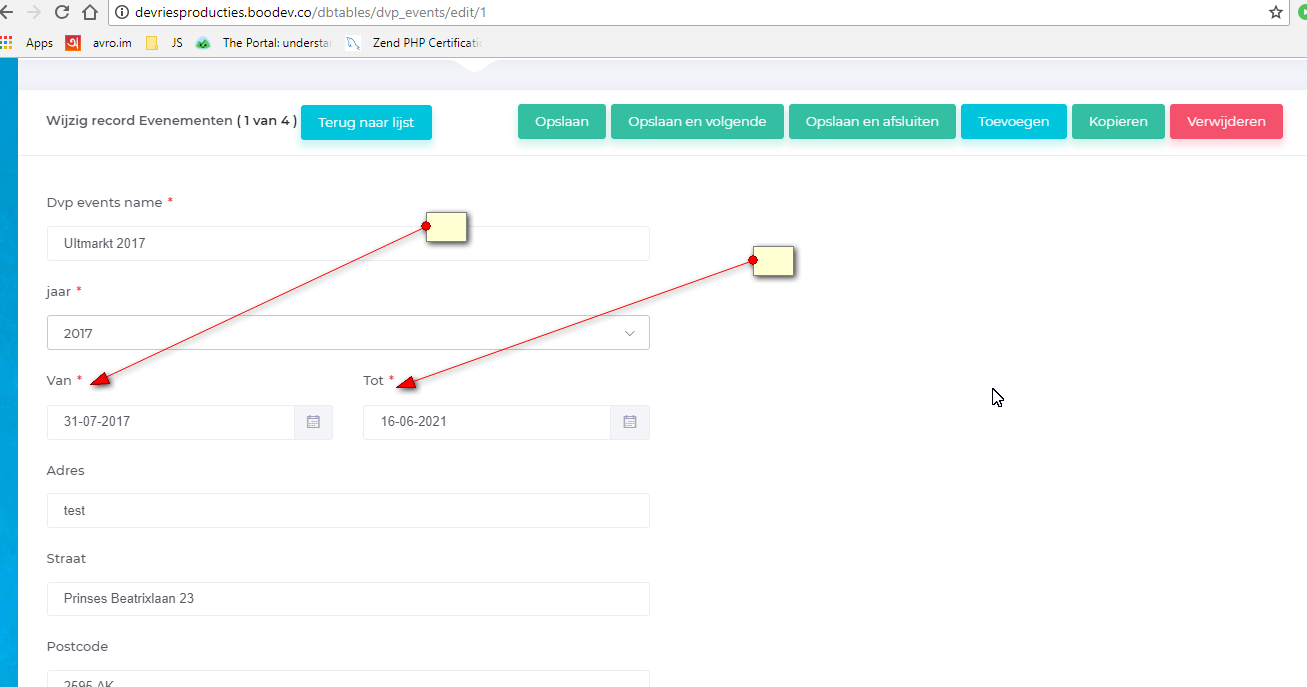 devriesproducties.boodev.co/dbtables/dvp_events/edit/1
Apps avro.im JS The Portal: understa Zend PHP Certificati
Wijzig record Evenementen ( 1 van 4 ) Terug naar lijst Opslaan Opslaan en volgende Opslaan en afsluiten Toevoegen Kopieren Verwijderen
Dvp events name *
Ultmarkt 2017
jaar *
2017
Van * Tot *
31-07-2017 16-06-2021
Adres
test
Straat
Prinses Beatrixlaan 23
Postcode
2595 AK